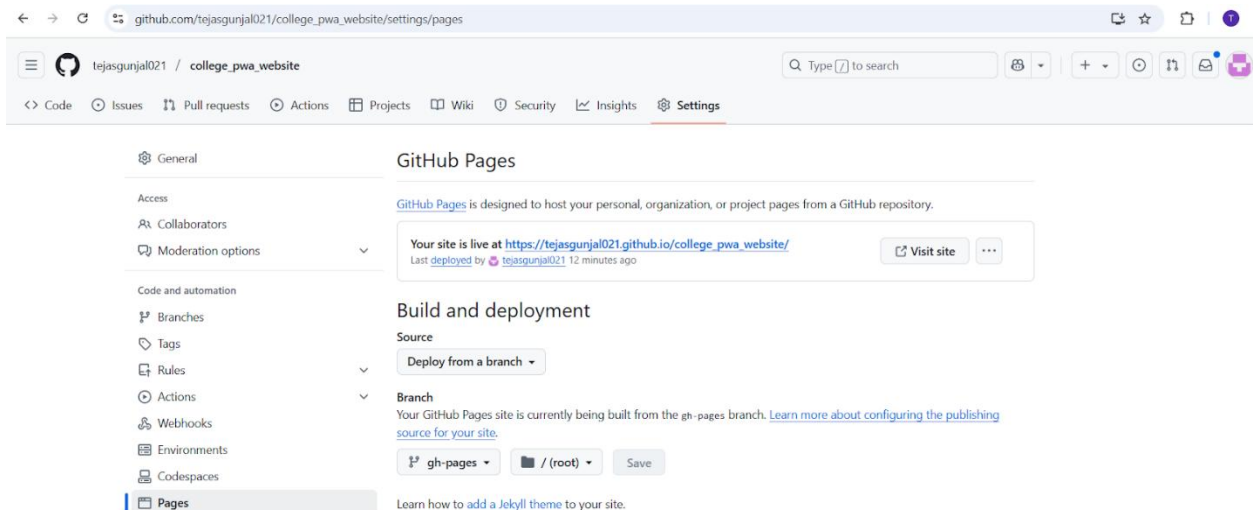 github.com/tejasgunjal021/college_pwa_website/settings/pages
T
tejasgunjal021 / college_pwa_website
Type / to search
<> Code Issues Pull requests Actions Projects Wiki Security Insights Settings
General
Access
Collaborators
Moderation options
Code and automation
Branches
Tags
Rules
Actions
Webhooks
Environments
Codespaces
Pages
GitHub Pages
GitHub Pages is designed to host your personal, organization, or project pages from a GitHub repository.
Your site is live at https://tejasgunjal021.github.io/college_pwa_website/
Last deployed by tejasgunjal021 12 minutes ago
Visit site
Build and deployment
Source
Deploy from a branch
Branch
Your GitHub Pages site is currently being built from the gh-pages branch. Learn more about configuring the publishing
source for your site.
gh-pages / (root) Save
Learn how to add a Jekyll theme to your site.